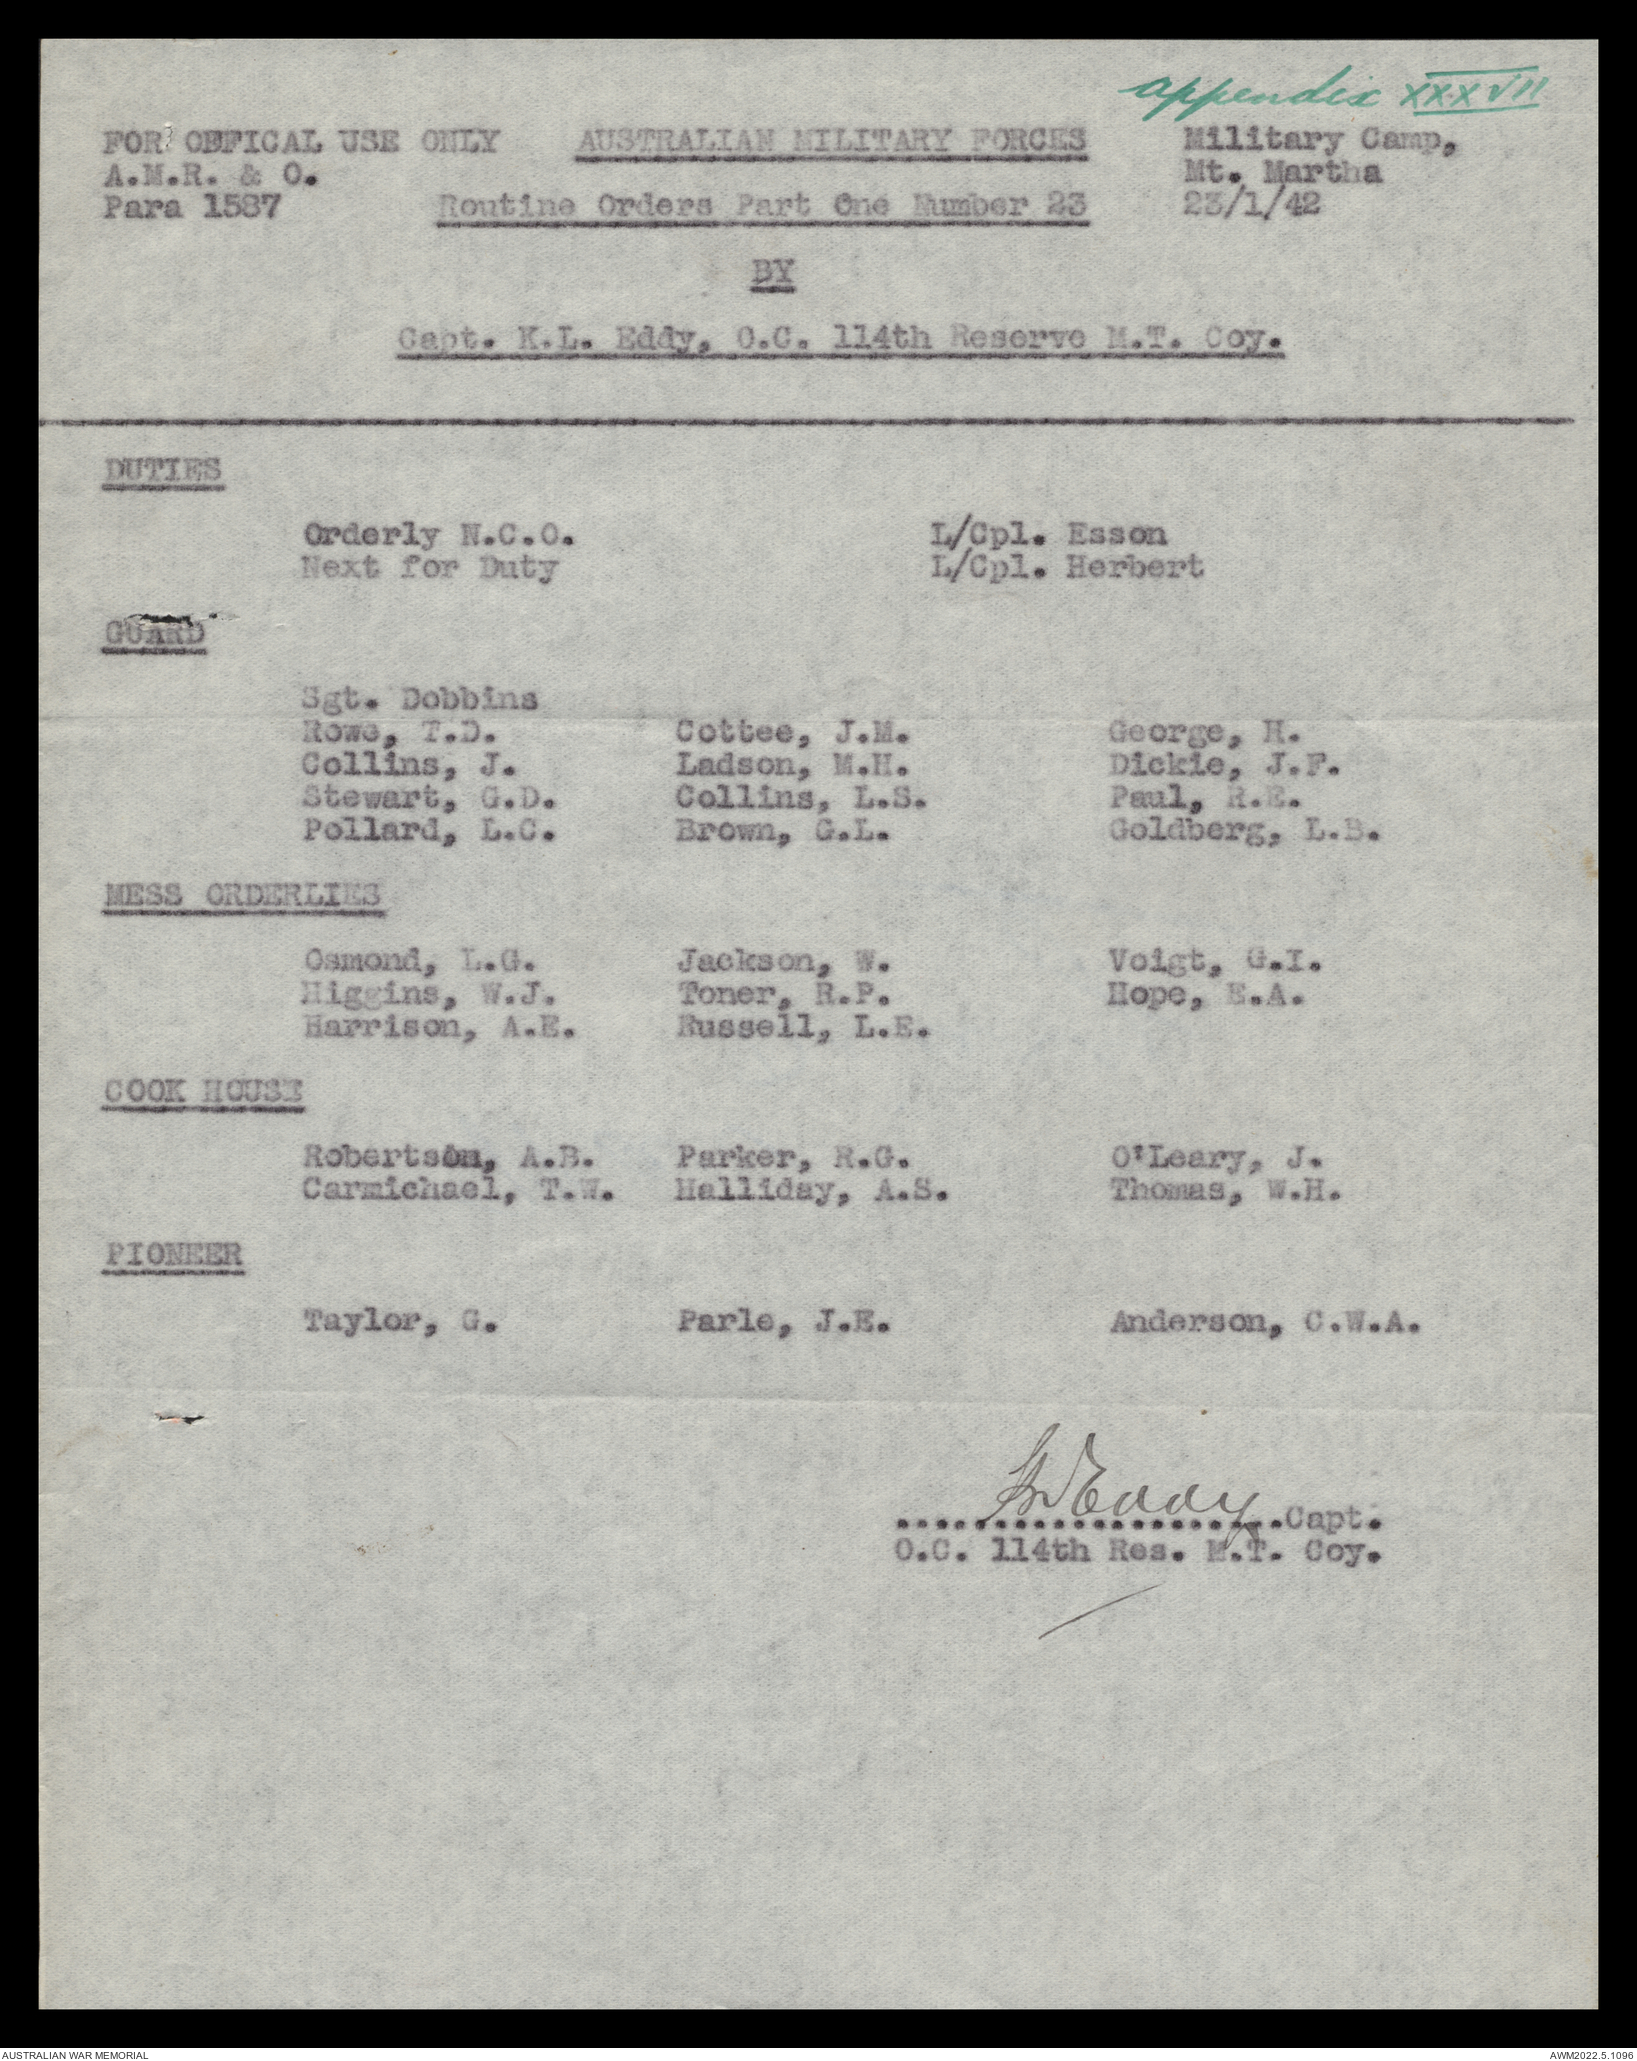 appendix XXXVII
FOR OFFICAL USE ONLY AUSTRALIAN MILITARY FORCES Military Camp,
A.M.R. & O. Mt. Martha
Para 1587 Routine Orders Part One Number 23 23/1/42
BY
Capt. K.L. Eddy, O.C. 114th Reserve M.T. Coy.
DUTIES
Orderly N.C.O. L/Cpl. Esson
Next for Duty L/Cpl. Herbert
GUARD
Sgt. Dobbins
Rowe, T.D. Cottee, J.M. George, H.
Collins, J. Ladson, M.H. Dickie, J.F.
Stewart, G.D. Collins, L.S. Paul, R.E.
Pollard, L.C. Brown, G.L. Goldberg, L.B.
MESS ORDERLIES
Osmond, L.G. Jackson, W. Voigt, G.I.
Higgins, W.J. Toner, R.P. Hope, E.A.
Harrison, A.E. Russell, L.E.
COOK HOUSE
Robertson, A.B. Parker, R.G. O'Leary, J.
Carmichael, T.W. Halliday, A.S. Thomas, W.H.
PIONEER
Taylor, G. Parle, J.E. Anderson, C.W.A.
KLEddy
....................Capt.
O.C. 114th Res. M.T. Coy.
AUSTRALIAN WAR MEMORIAL AWM2022.5.1096